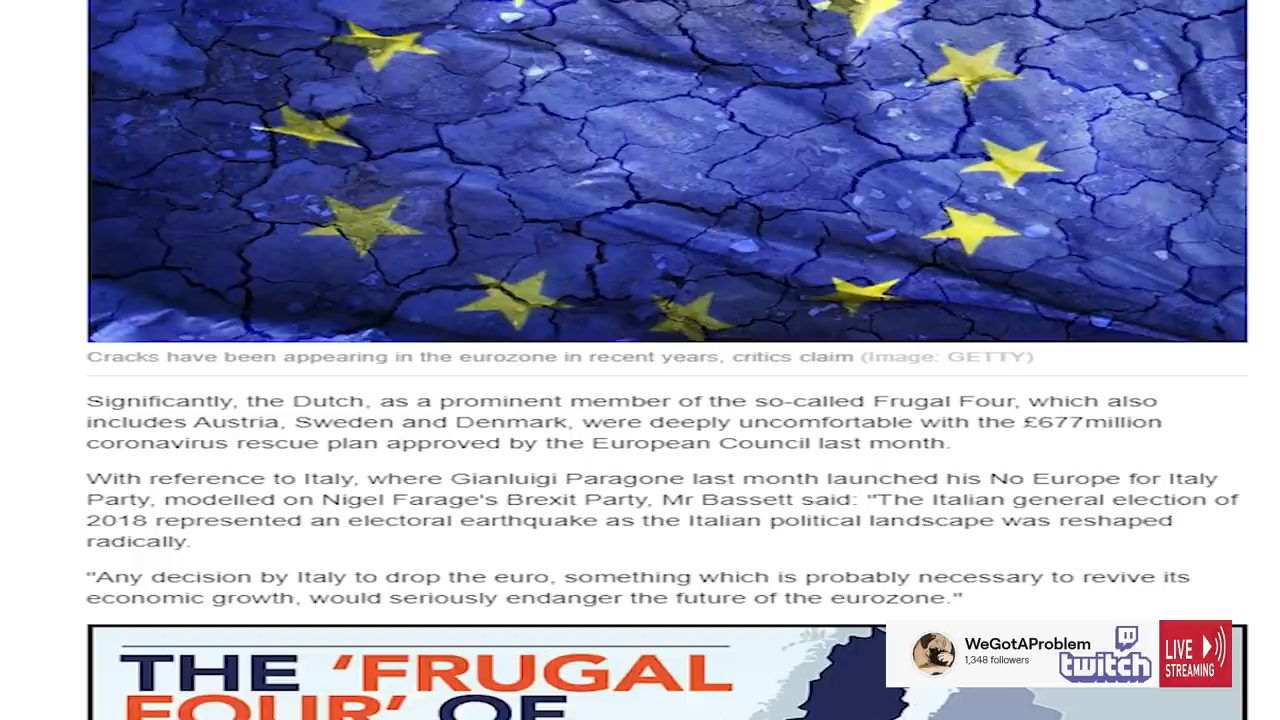 Cracks have been appearing in the eurozone in recent years, critics claim (Image: GETTY)
Significantly, the Dutch, as a prominent member of the so-called Frugal Four, which also
includes Austria, Sweden and Denmark, were deeply uncomfortable with the £677million
coronavirus rescue plan approved by the European Council last month.
With reference to Italy, where Gianluigi Paragone last month launched his No Europe for Italy
Party, modelled on Nigel Farage's Brexit Party, Mr Bassett said: "The Italian general election of
2018 represented an electoral earthquake as the Italian political landscape was reshaped
radically.
"Any decision by Italy to drop the euro, something which is probably necessary to revive its
economic growth, would seriously endanger the future of the eurozone."
THE 'FRUGAL
FOUR' OF
WeGotAProblem
1,348 followers
twitch
LIVE
STREAMING